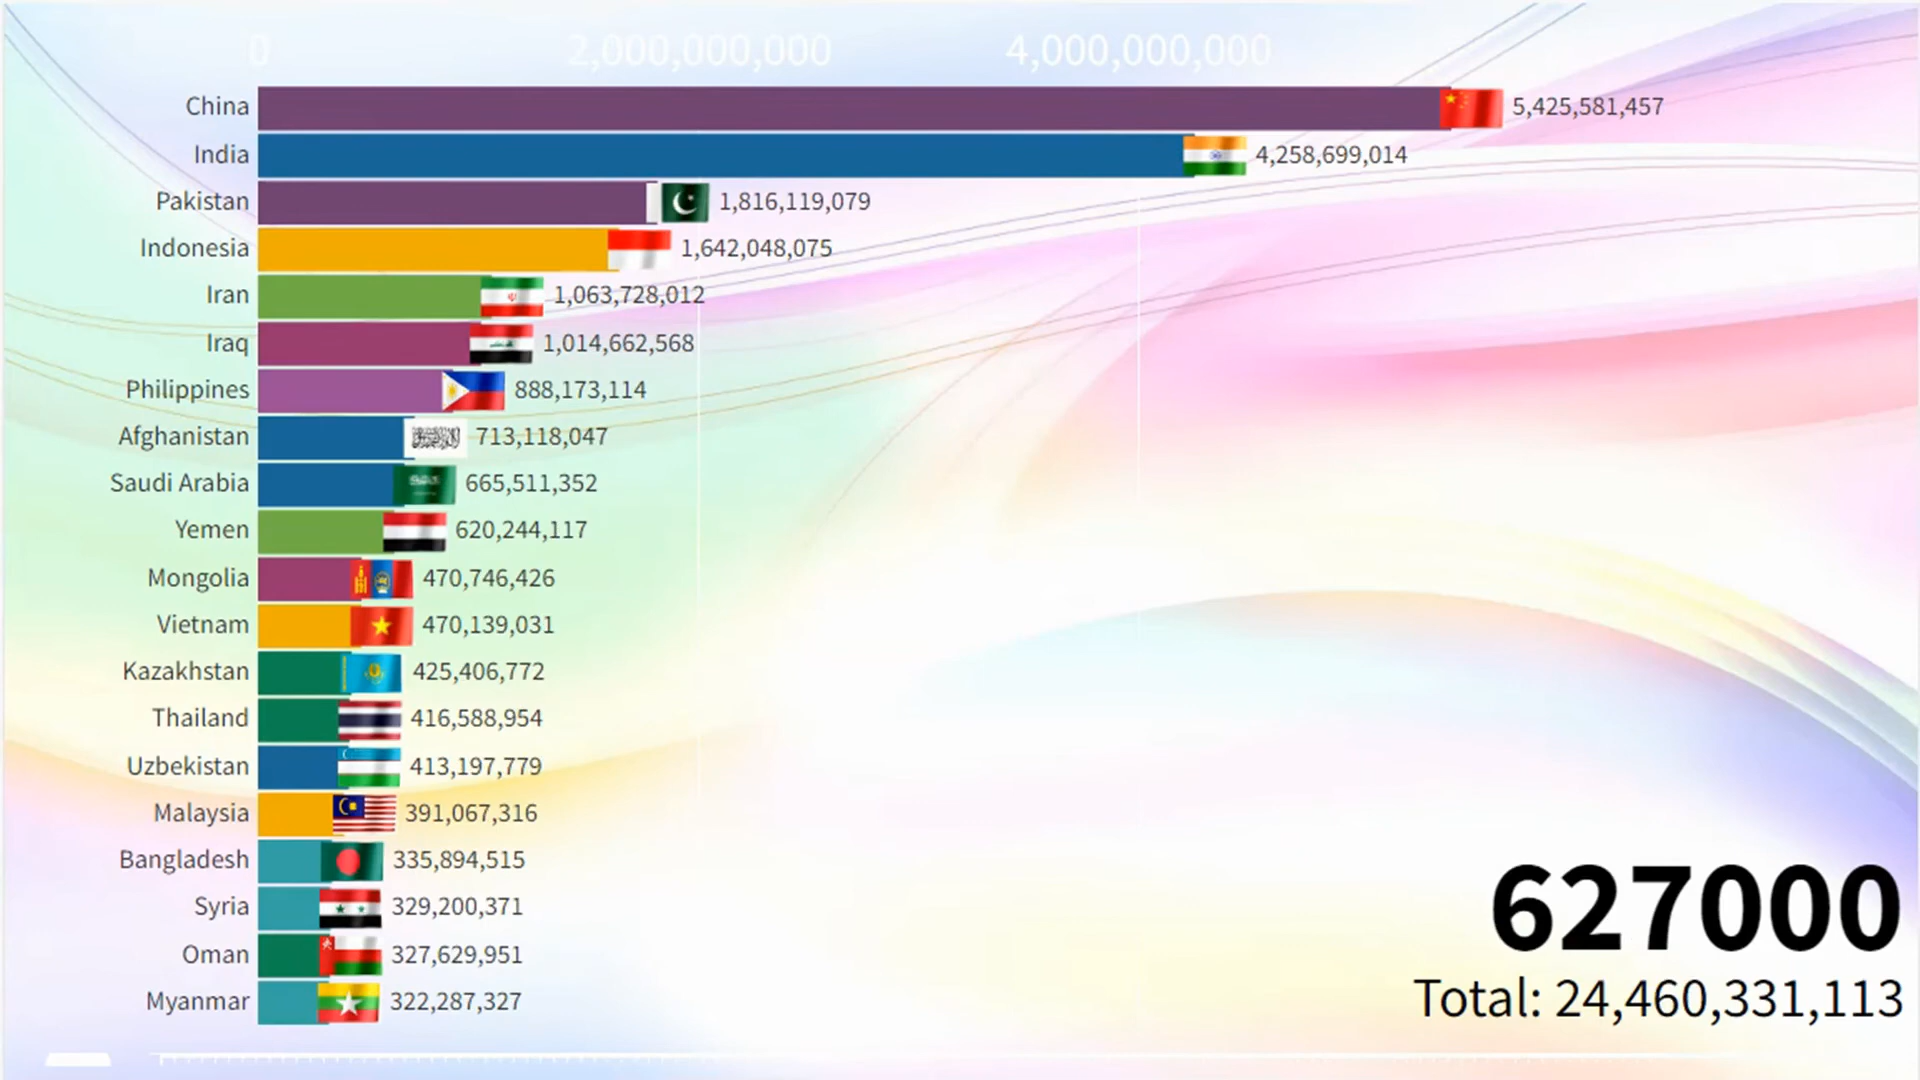 0 2,000,000,000 4,000,000,000
China 5,425,581,457
India 4,258,699,014
Pakistan 1,816,119,079
Indonesia 1,642,048,075
Iran 1,063,728,012
Iraq 1,014,662,568
Philippines 888,173,114
Afghanistan 713,118,047
Saudi Arabia 665,511,352
Yemen 620,244,117
Mongolia 470,746,426
Vietnam 470,139,031
Kazakhstan 425,406,772
Thailand 416,588,954
Uzbekistan 413,197,779
Malaysia 391,067,316
Bangladesh 335,894,515
Syria 329,200,371
Oman 327,629,951
Myanmar 322,287,327
627000
Total: 24,460,331,113